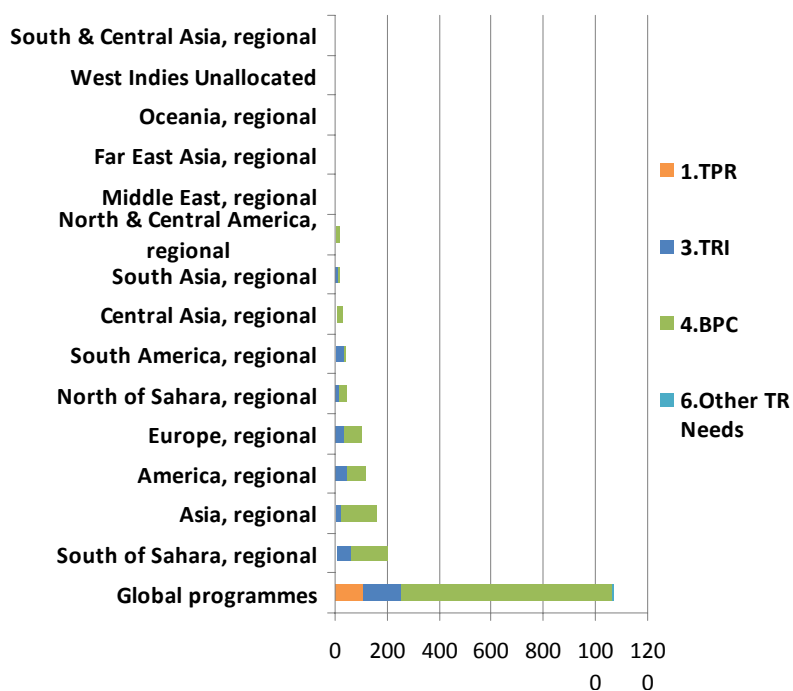 South & Central Asia, regional
West Indies Unallocated
Oceania, regional
Far East Asia, regional
Middle East, regional
North & Central America,
regional
South Asia, regional
Central Asia, regional
South America, regional
North of Sahara, regional
Europe, regional
America, regional
Asia, regional
South of Sahara, regional
Global programmes
0 200 400 600 800 100 120
0 0
1.TPR
3.TRI
4.BPC
6.Other TR
Needs